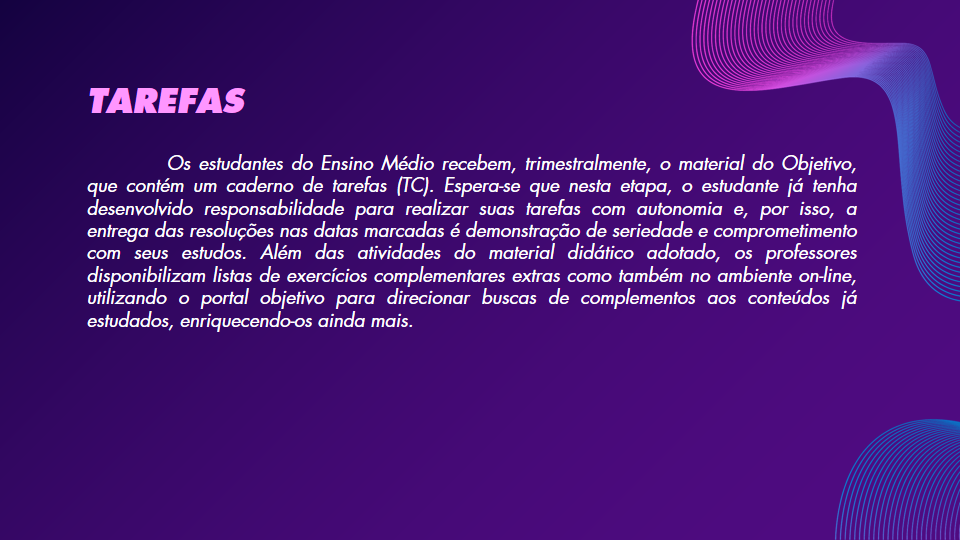 TAREFAS
Os estudantes do Ensino Médio recebem, trimestralmente, o material do Objetivo,
que contém um caderno de tarefas (TC). Espera-se que nesta etapa, o estudante já tenha
desenvolvido responsabilidade para realizar suas tarefas com autonomia e, por isso, a
entrega das resoluções nas datas marcadas é demonstração de seriedade e comprometimento
com seus estudos. Além das atividades do material didático adotado, os professores
disponibilizam listas de exercícios complementares extras como também no ambiente on-line,
utilizando o portal objetivo para direcionar buscas de complementos aos conteúdos já
estudados, enriquecendo-os ainda mais.